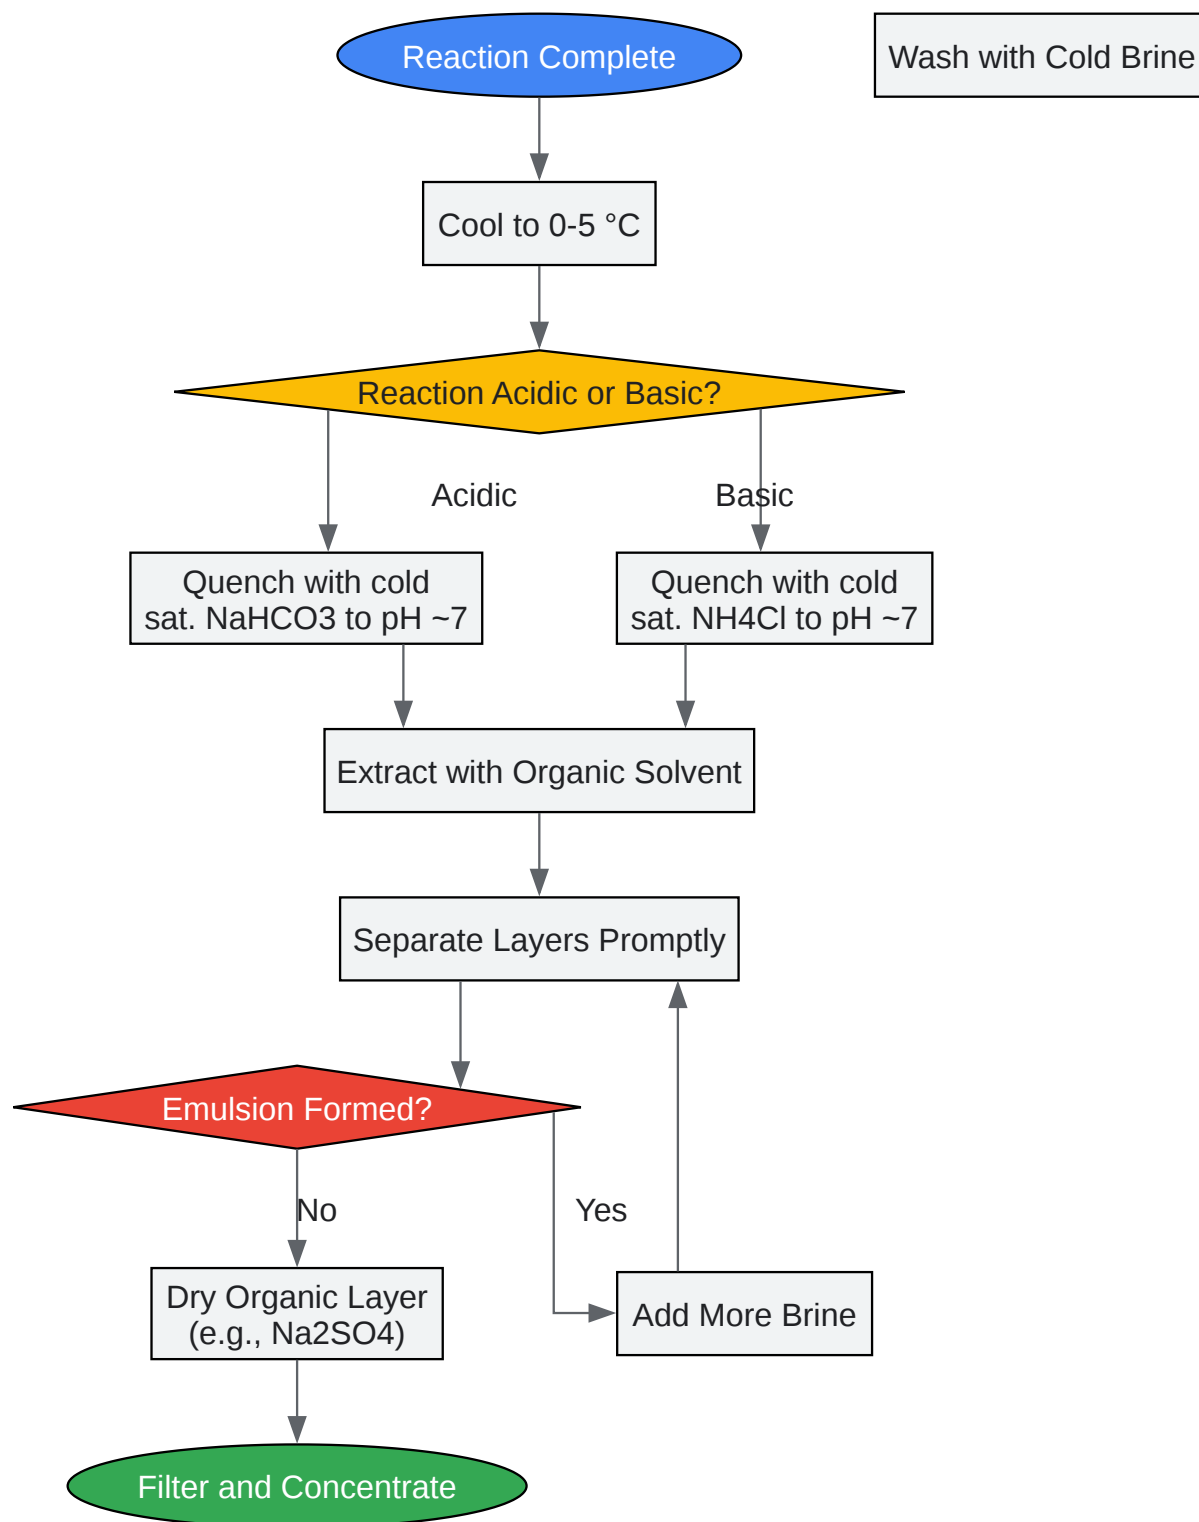 Reaction Complete
Wash with Cold Brine
Cool to 0-5 °C
Reaction Acidic or Basic?
Acidic
Basic
Quench with cold
sat. NaHCO3 to pH ~7
Quench with cold
sat. NH4Cl to pH ~7
Extract with Organic Solvent
Separate Layers Promptly
Emulsion Formed?
No
Yes
Dry Organic Layer
(e.g., Na2SO4)
Add More Brine
Filter and Concentrate